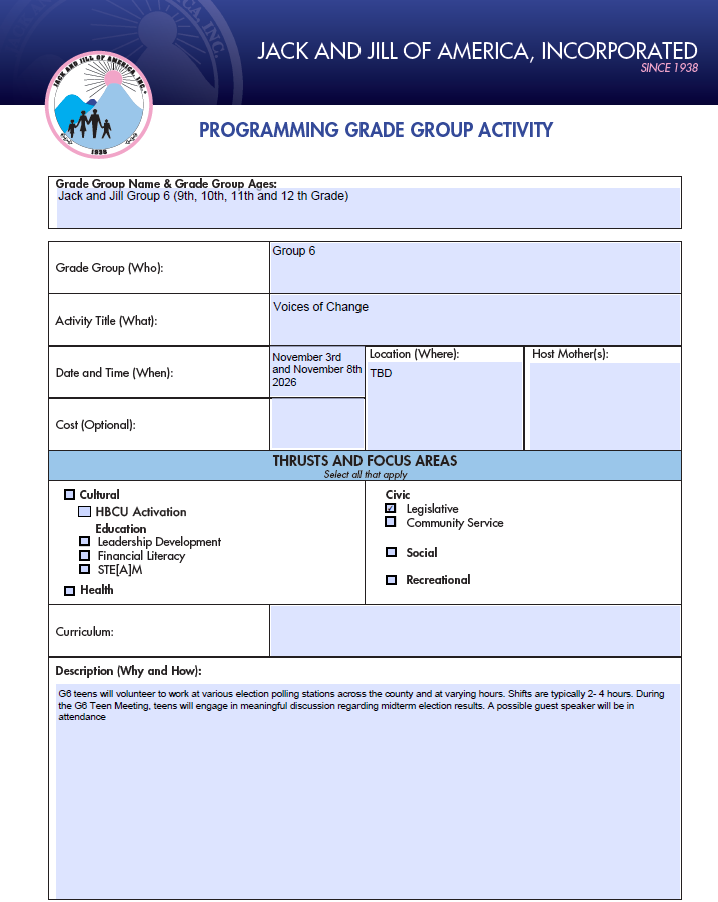 JACK AND JILL OF AMERICA, INCORPORATED
SINCE 1938
JACK AND JILL OF AMERICA, INC.
1938
PROGRAMMING GRADE GROUP ACTIVITY
Grade Group Name & Grade Group Ages:
Jack and Jill Group 6 (9th, 10th, 11th and 12 th Grade)
Grade Group (Who):
Group 6
Activity Title (What):
Voices of Change
Date and Time (When):
November 3rd
and November 8th
2026
Location (Where):
TBD
Host Mother(s):
Cost (Optional):
THRUSTS AND FOCUS AREAS
Select all that apply
Cultural
HBCU Activation
Education
Leadership Development
Financial Literacy
STE[A]M
Health
Civic
Legislative
Community Service
Social
Recreational
Curriculum:
Description (Why and How):
G6 teens will volunteer to work at various election polling stations across the county and at varying hours. Shifts are typically 2- 4 hours. During
the G6 Teen Meeting, teens will engage in meaningful discussion regarding midterm election results. A possible guest speaker will be in
attendance